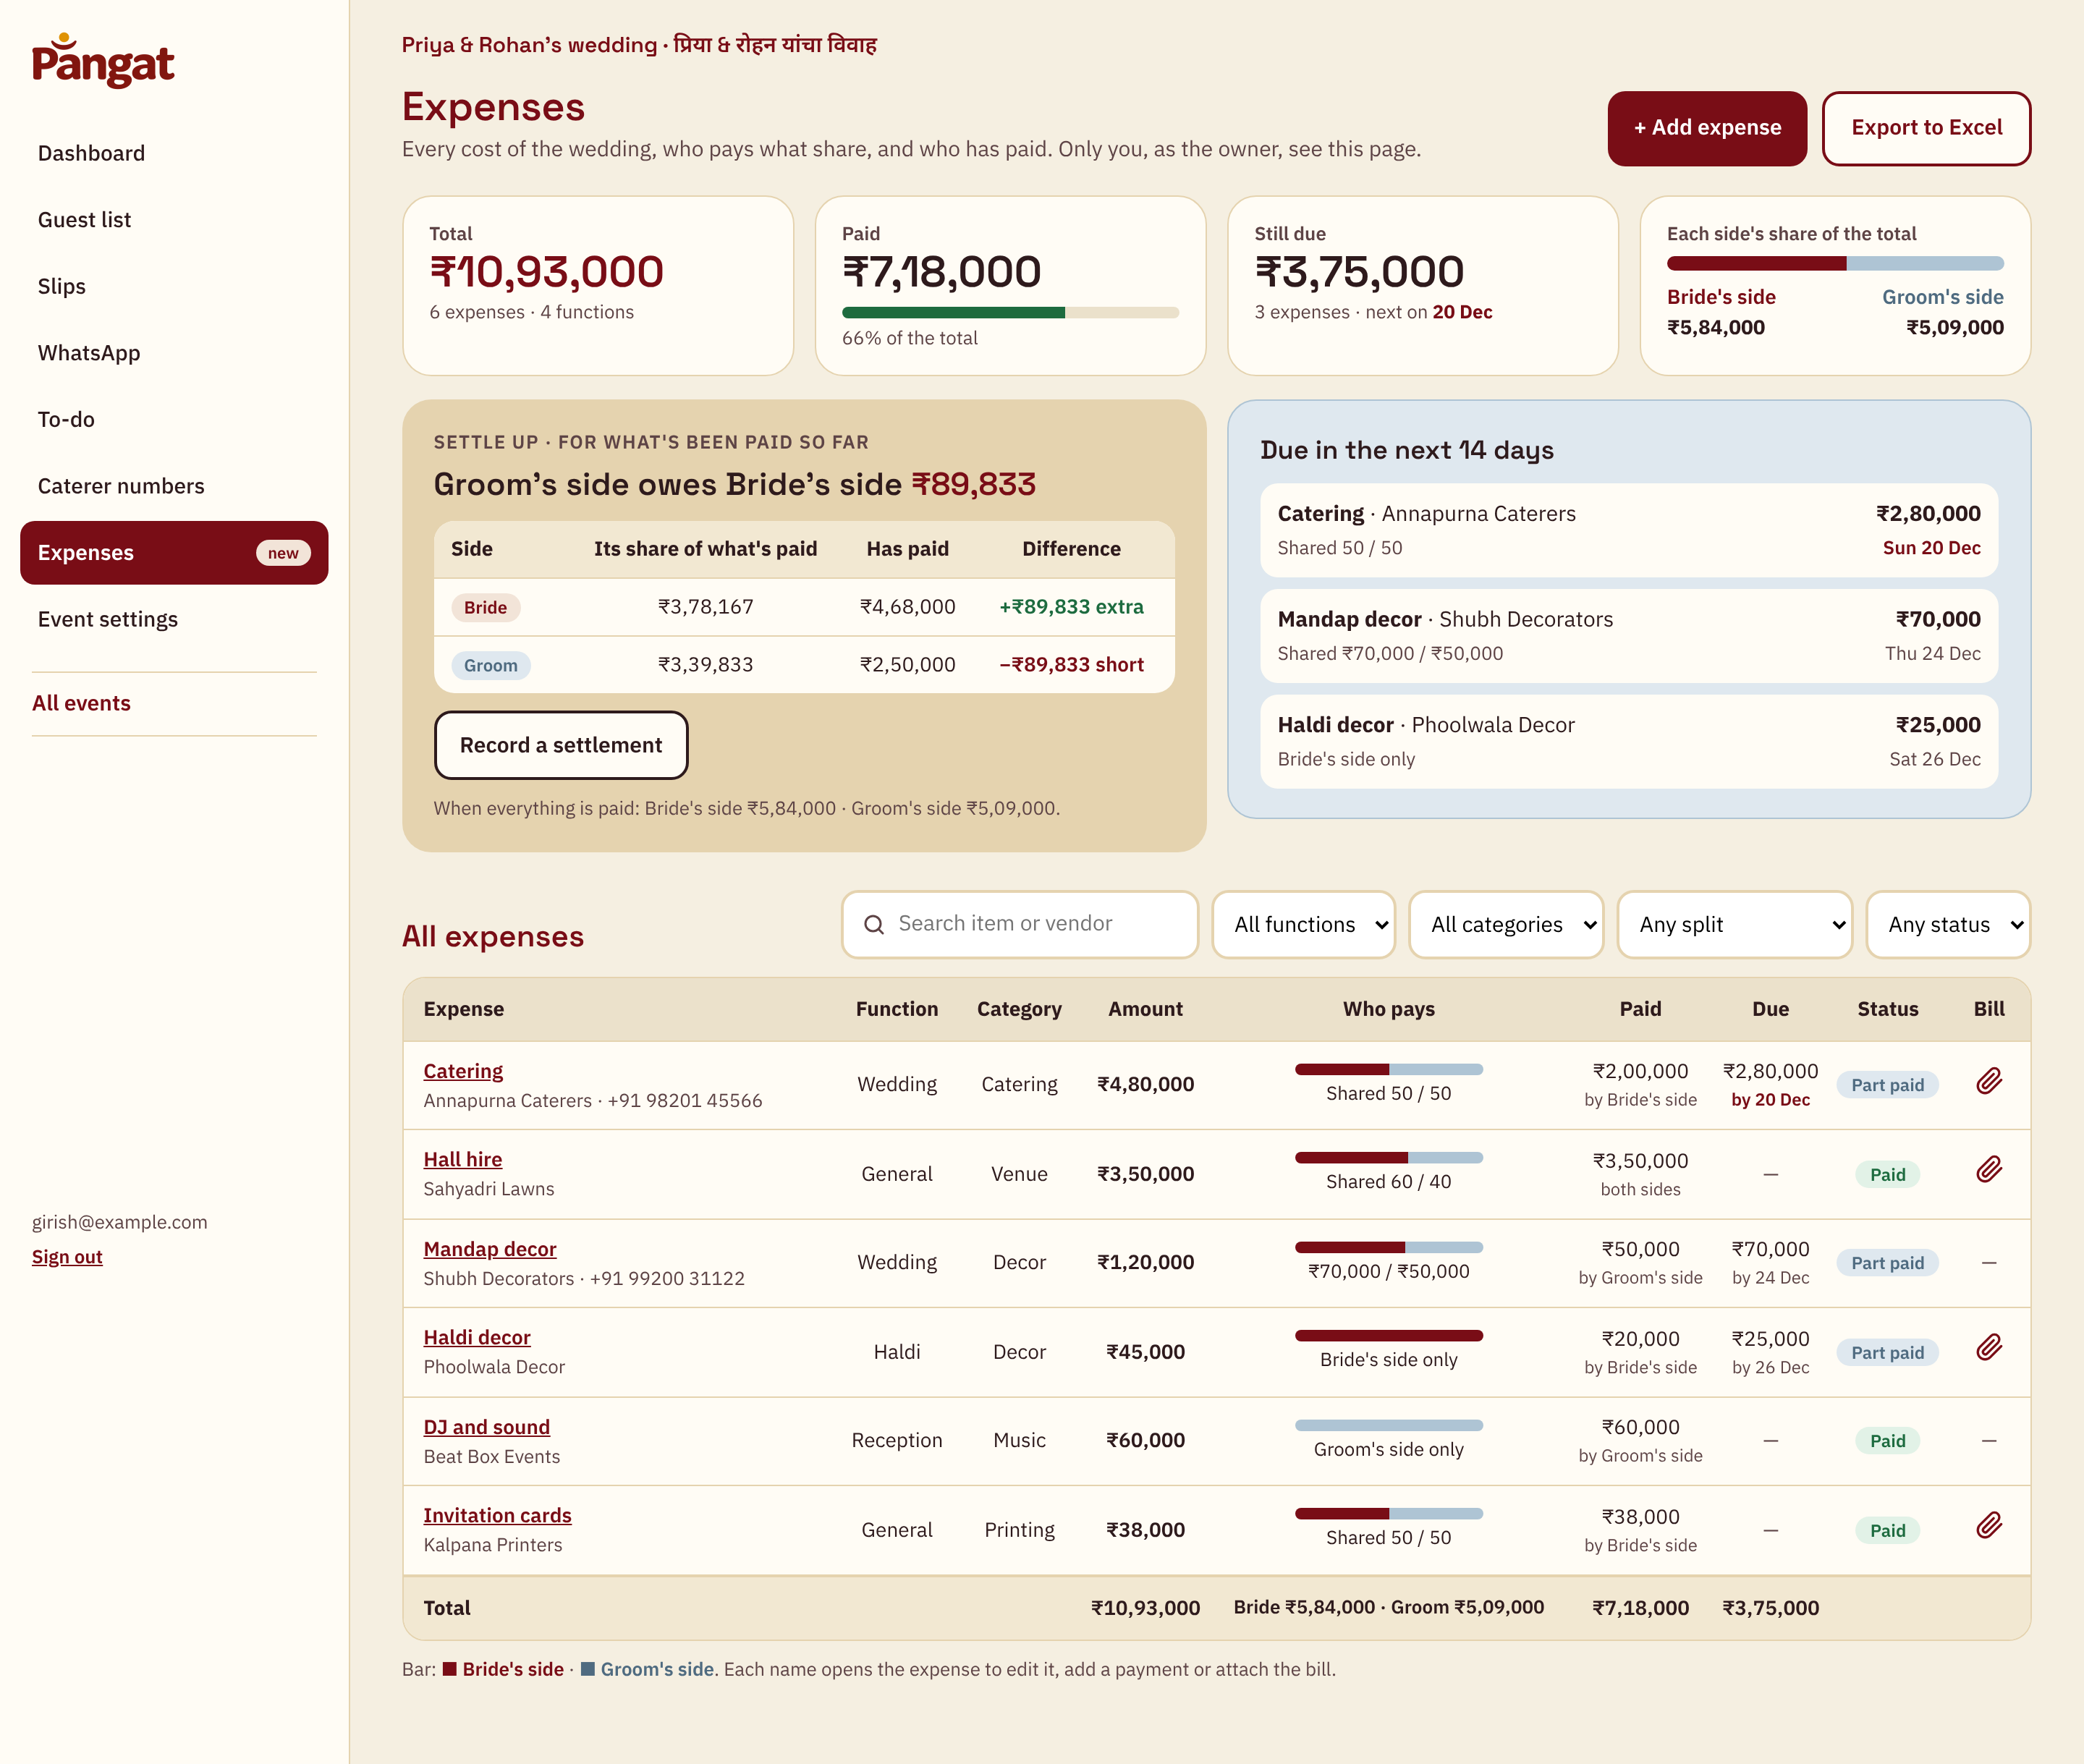 Pangat
Dashboard
Guest list
Slips
WhatsApp
To-do
Caterer numbers
Expenses new
Event settings
All events
girish@example.com
Sign out
Priya & Rohan's wedding · प्रिया & रोहन यांचा विवाह
Expenses
Every cost of the wedding, who pays what share, and who has paid. Only you, as the owner, see this page.
+ Add expense
Export to Excel
Total
₹10,93,000
6 expenses · 4 functions
Paid
₹7,18,000
66% of the total
Still due
₹3,75,000
3 expenses · next on 20 Dec
Each side's share of the total
Bride's side Groom's side
₹5,84,000 ₹5,09,000
SETTLE UP · FOR WHAT'S BEEN PAID SO FAR
Groom's side owes Bride's side ₹89,833
Side Its share of what's paid Has paid Difference
Bride ₹3,78,167 ₹4,68,000 +₹89,833 extra
Groom ₹3,39,833 ₹2,50,000 −₹89,833 short
Record a settlement
When everything is paid: Bride's side ₹5,84,000 · Groom's side ₹5,09,000.
Due in the next 14 days
Catering · Annapurna Caterers ₹2,80,000
Shared 50 / 50 Sun 20 Dec
Mandap decor · Shubh Decorators ₹70,000
Shared ₹70,000 / ₹50,000 Thu 24 Dec
Haldi decor · Phoolwala Decor ₹25,000
Bride's side only Sat 26 Dec
All expenses
Search item or vendor
All functions
All categories
Any split
Any status
Expense Function Category Amount Who pays Paid Due Status Bill
Catering Wedding Catering ₹4,80,000 ₹2,00,000 ₹2,80,000 Part paid
Annapurna Caterers · +91 98201 45566 Shared 50 / 50 by Bride's side by 20 Dec
Hall hire General Venue ₹3,50,000 ₹3,50,000 — Paid
Sahyadri Lawns Shared 60 / 40 both sides
Mandap decor Wedding Decor ₹1,20,000 ₹50,000 ₹70,000 Part paid —
Shubh Decorators · +91 99200 31122 ₹70,000 / ₹50,000 by Groom's side by 24 Dec
Haldi decor Haldi Decor ₹45,000 ₹20,000 ₹25,000 Part paid
Phoolwala Decor Bride's side only by Bride's side by 26 Dec
DJ and sound Reception Music ₹60,000 ₹60,000 — Paid —
Beat Box Events Groom's side only by Groom's side
Invitation cards General Printing ₹38,000 ₹38,000 — Paid
Kalpana Printers Shared 50 / 50 by Bride's side
Total ₹10,93,000 Bride ₹5,84,000 · Groom ₹5,09,000 ₹7,18,000 ₹3,75,000
Bar: Bride's side · Groom's side. Each name opens the expense to edit it, add a payment or attach the bill.